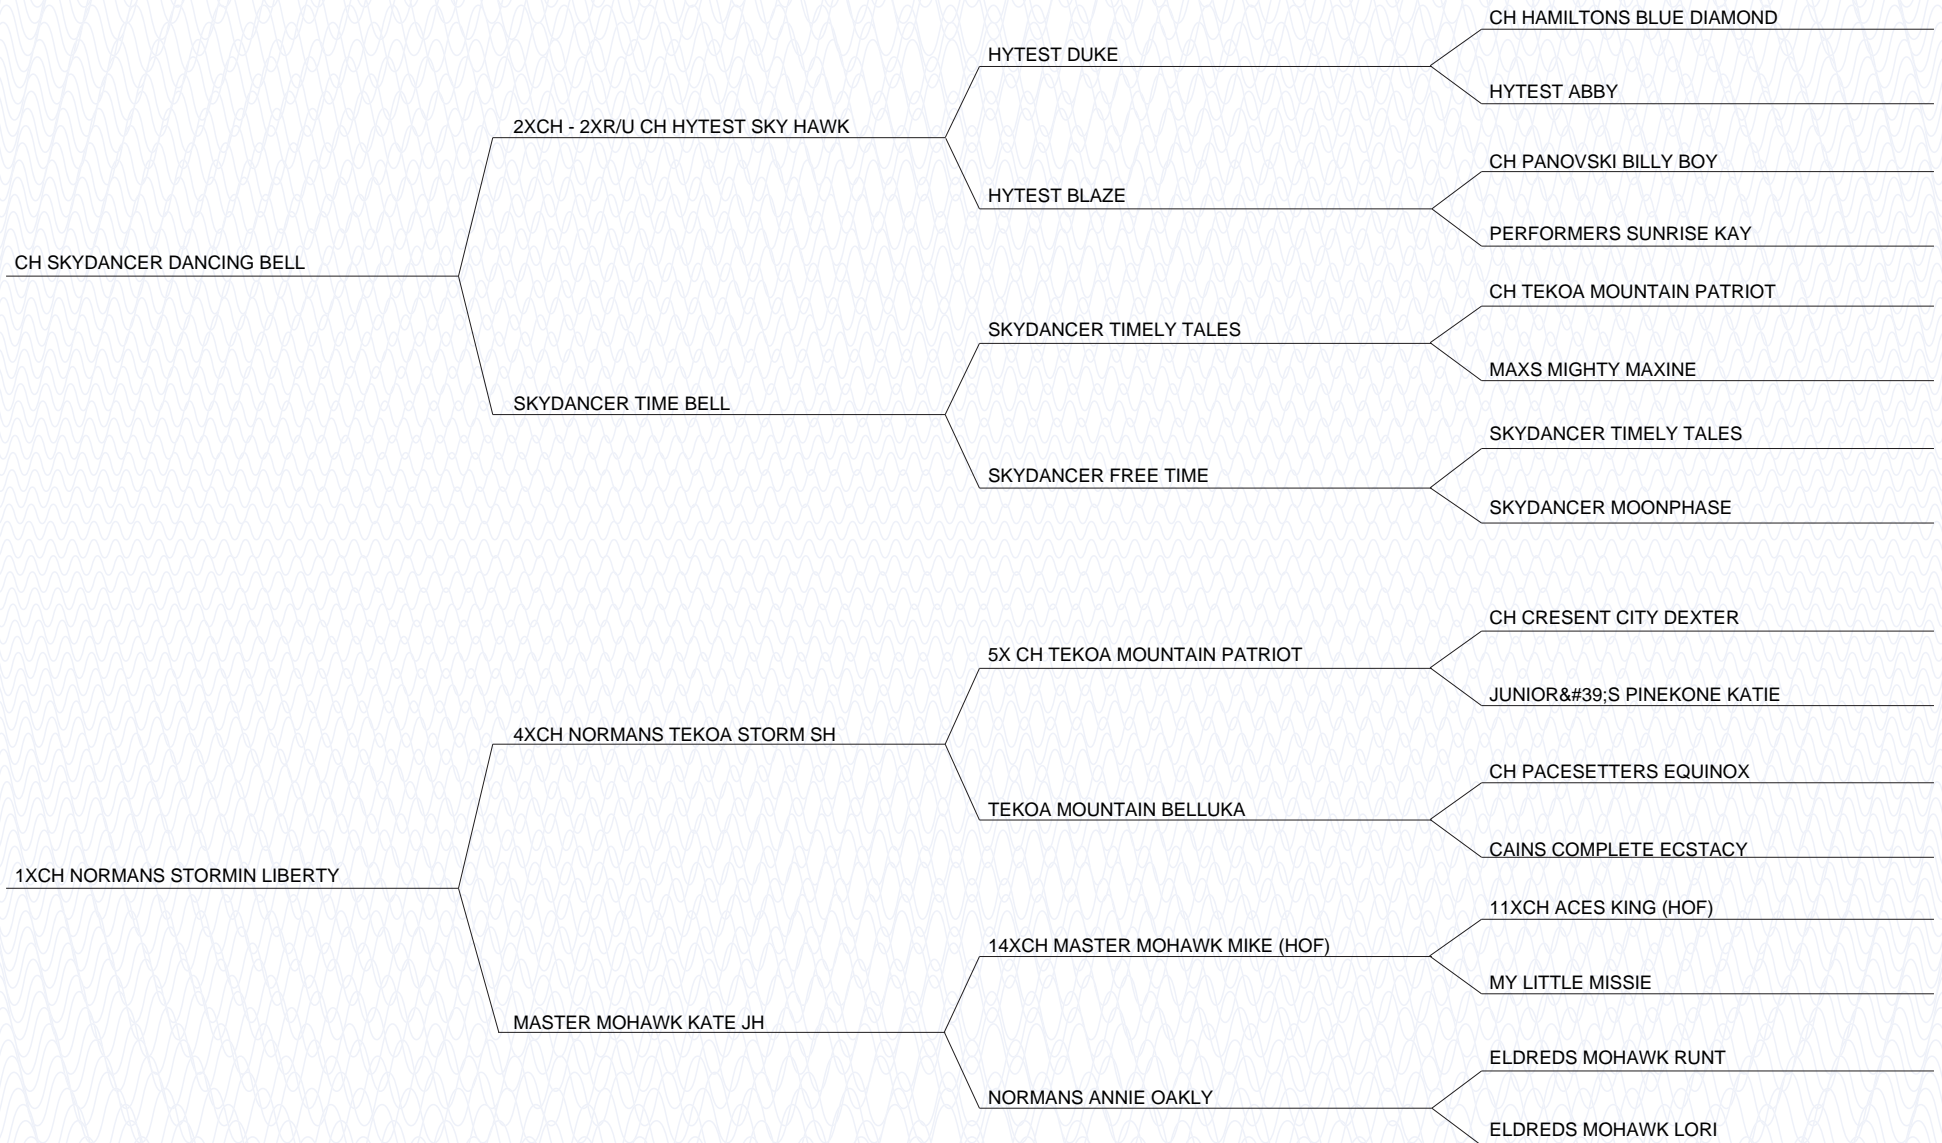 CH HAMILTONS BLUE DIAMOND
HYTEST DUKE
HYTEST ABBY
2XCH - 2XR/U CH HYTEST SKY HAWK
CH PANOVSKI BILLY BOY
HYTEST BLAZE
PERFORMERS SUNRISE KAY
CH SKYDANCER DANCING BELL
CH TEKOA MOUNTAIN PATRIOT
SKYDANCER TIMELY TALES
MAXS MIGHTY MAXINE
SKYDANCER TIME BELL
SKYDANCER TIMELY TALES
SKYDANCER FREE TIME
SKYDANCER MOONPHASE
CH CRESENT CITY DEXTER
5X CH TEKOA MOUNTAIN PATRIOT
JUNIOR&#39;S PINEKONE KATIE
4XCH NORMANS TEKOA STORM SH
CH PACESETTERS EQUINOX
TEKOA MOUNTAIN BELLUKA
CAINS COMPLETE ECSTACY
1XCH NORMANS STORMIN LIBERTY
11XCH ACES KING (HOF)
14XCH MASTER MOHAWK MIKE (HOF)
MY LITTLE MISSIE
MASTER MOHAWK KATE JH
ELDREDS MOHAWK RUNT
NORMANS ANNIE OAKLY
ELDREDS MOHAWK LORI